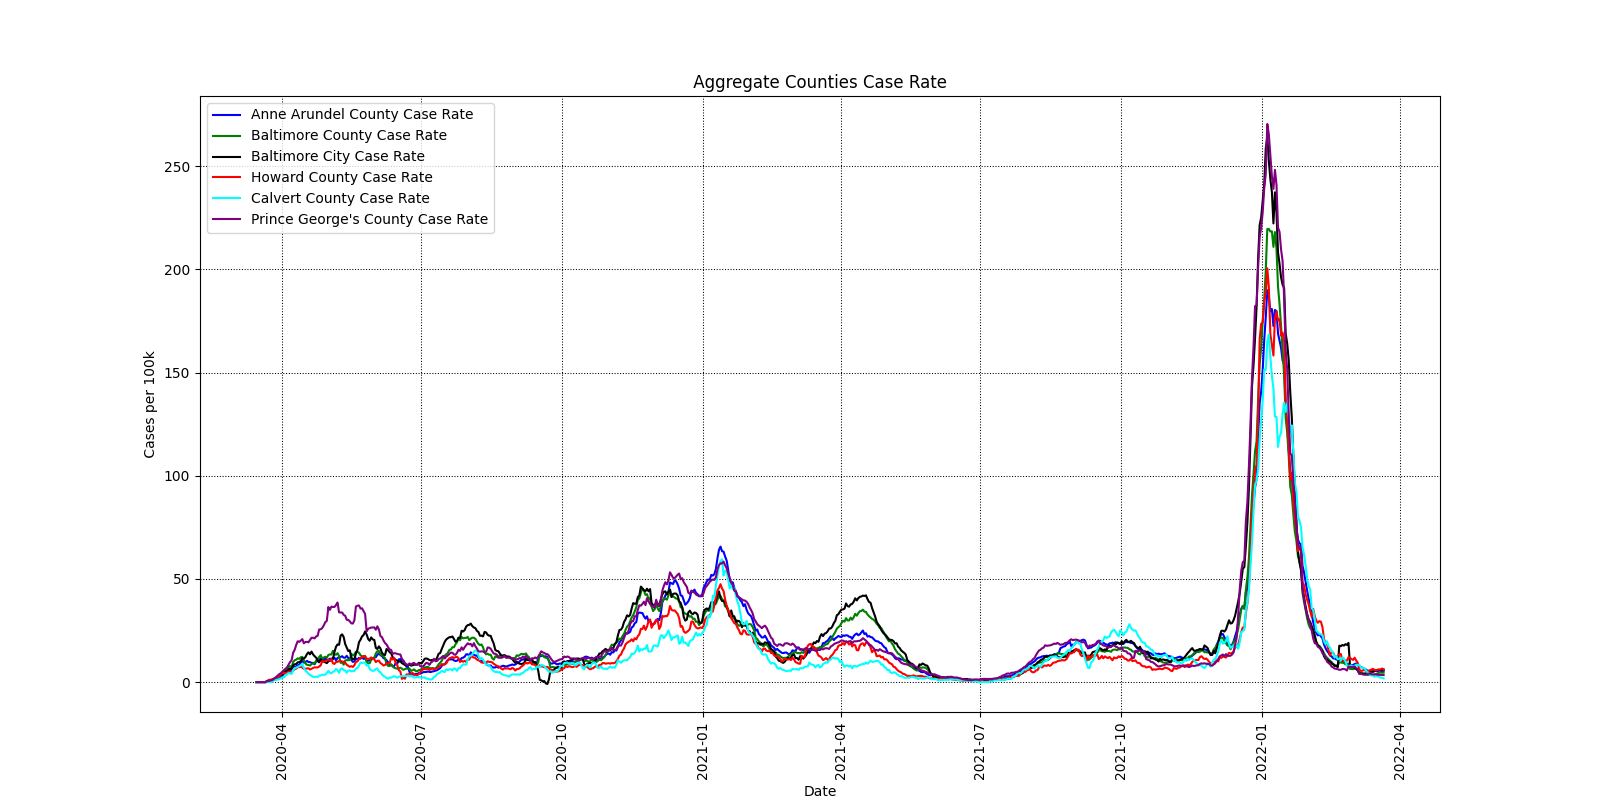 Aggregate Counties Case Rate
Anne Arundel County Case Rate
Baltimore County Case Rate
Baltimore City Case Rate
Howard County Case Rate
Calvert County Case Rate
Prince George's County Case Rate
Cases per 100k
250
200
150
100
50
0
2020-04
2020-07
2020-10
2021-01
2021-04
2021-07
2021-10
2022-01
2022-04
Date